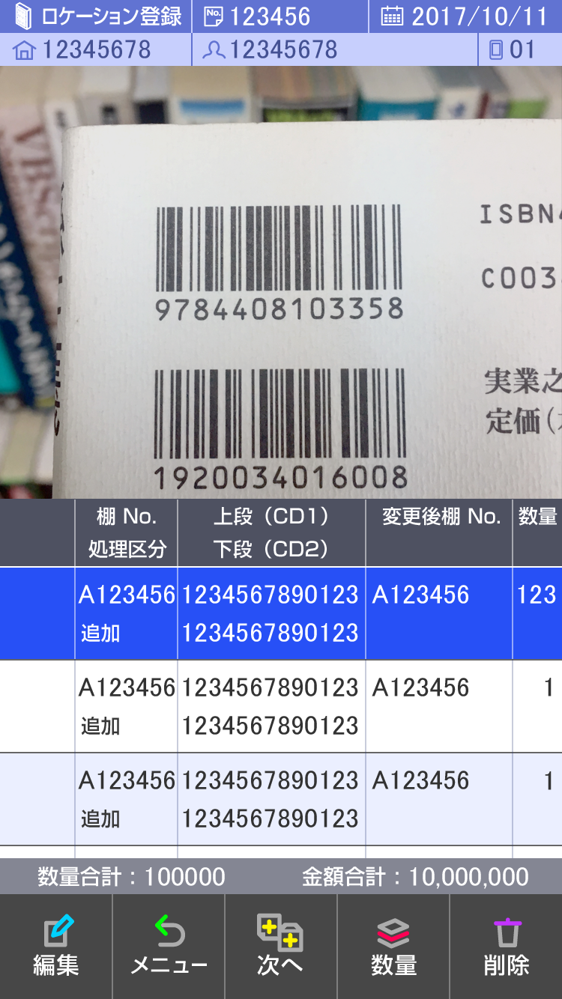 ロケーション登録 No. 123456 2017/10/11
12345678 12345678 01
VBSc
ISBN4
9784408103358
C003
実業之
定価(
1920034016008
棚 No. 上段（CD1） 変更後棚 No. 数量
処理区分 下段（CD2）
A123456 1234567890123 A123456 123
追加 1234567890123
A123456 1234567890123 A123456 1
追加 1234567890123
A123456 1234567890123 A123456 1
追加 1234567890123
数量合計：100000 金額合計：10,000,000
編集 メニュー 次へ 数量 削除